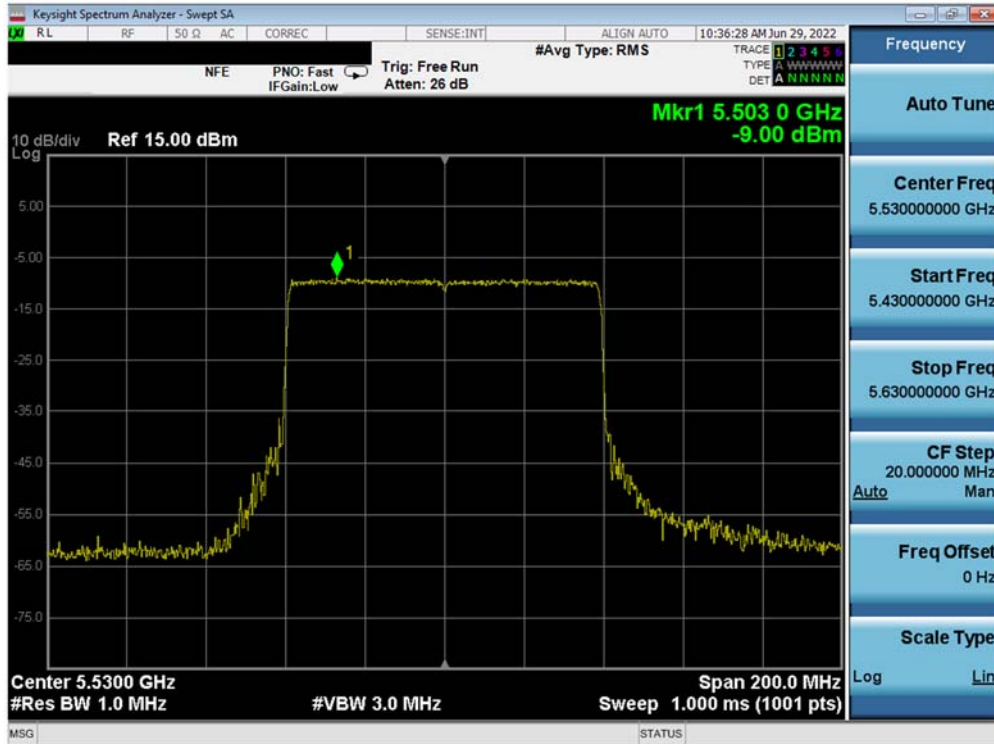 Keysight Spectrum Analyzer - Swept SA
LXI RL RF 50 Ω AC CORREC SENSE:INT ALIGN AUTO 10:36:28 AM Jun 29, 2022
#Avg Type: RMS TRACE 1 2 3 4 5 6
NFE PNO: Fast Trig: Free Run TYPE A WWWWW
IFGain:Low Atten: 26 dB DET A N N N N N
Mkr1 5.503 0 GHz
10 dB/div Ref 15.00 dBm -9.00 dBm
Log
5.00
1
-5.00
-15.0
-25.0
-35.0
-45.0
-55.0
-65.0
-75.0
Center 5.5300 GHz Span 200.0 MHz
#Res BW 1.0 MHz #VBW 3.0 MHz Sweep 1.000 ms (1001 pts)
MSG STATUS
Frequency
Auto Tune
Center Freq
5.530000000 GHz
Start Freq
5.430000000 GHz
Stop Freq
5.630000000 GHz
CF Step
20.000000 MHz
Auto Man
Freq Offset
0 Hz
Scale Type
Log Lin